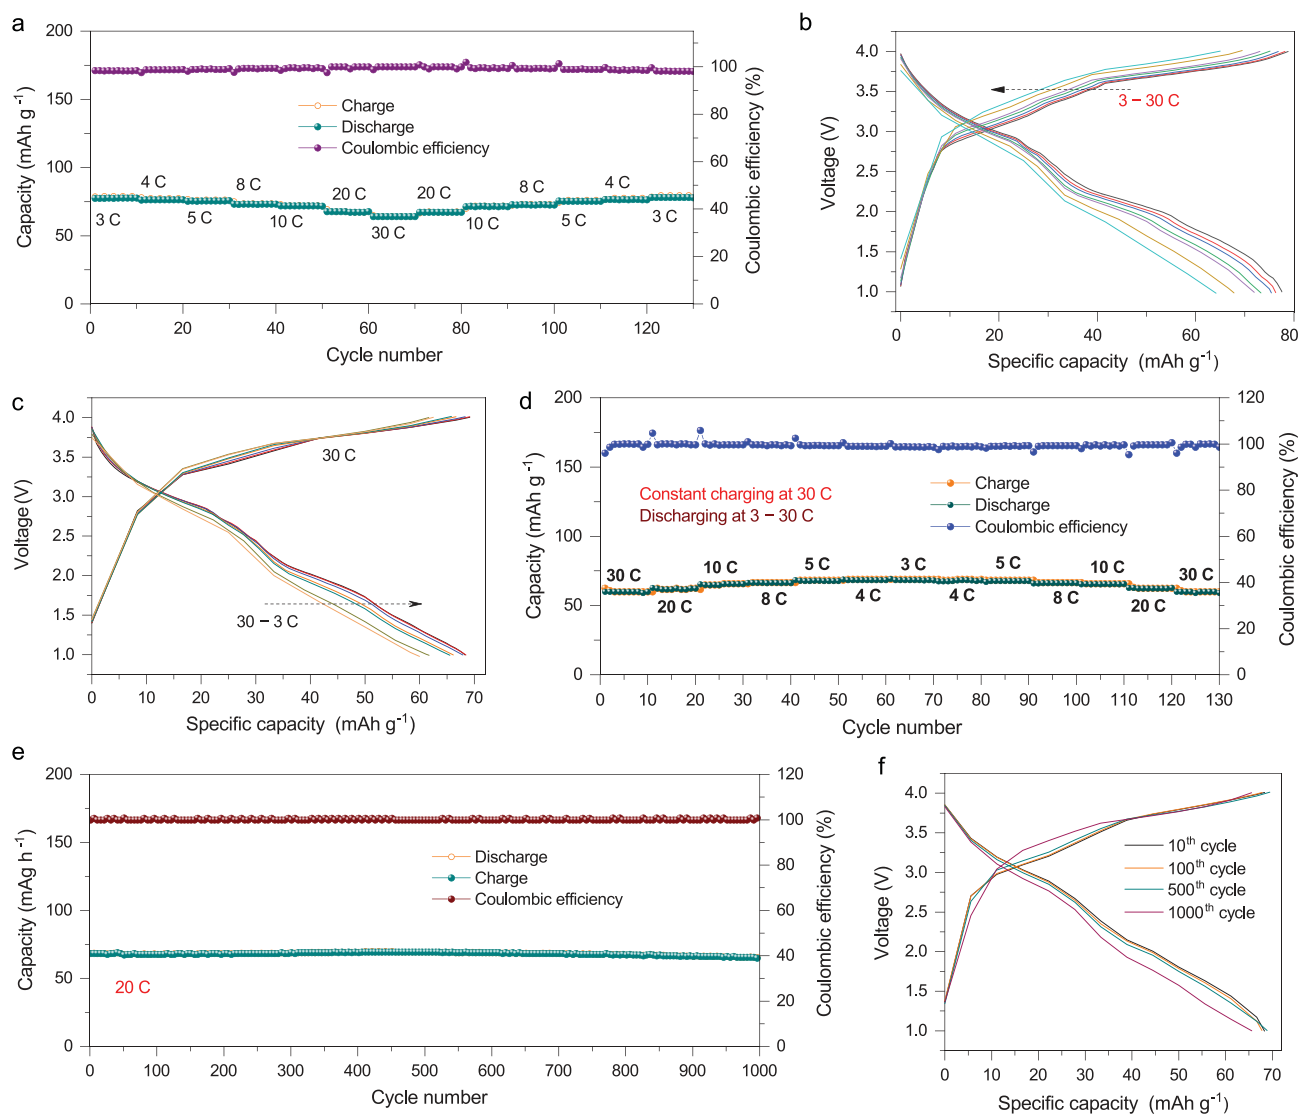 a
200
150
100
50
0
Capacity (mAh g⁻¹)
100
80
60
40
20
0
Coulombic efficiency (%)
Charge
Discharge
Coulombic efficiency
4 C
8 C
20 C
20 C
8 C
4 C
3 C
5 C
10 C
30 C
10 C
5 C
3 C
0 20 40 60 80 100 120
Cycle number
b
4.0
3.5
3.0
2.5
2.0
1.5
1.0
Voltage (V)
3 – 30 C
0 10 20 30 40 50 60 70 80
Specific capacity (mAh g⁻¹)
c
4.0
3.5
3.0
2.5
2.0
1.5
1.0
Voltage (V)
30 C
30 – 3 C
0 10 20 30 40 50 60 70
Specific capacity (mAh g⁻¹)
d
200
150
100
50
0
Capacity (mAh g⁻¹)
120
100
80
60
40
20
0
Coulombic efficiency (%)
Charge
Constant charging at 30 C
Discharge
Discharging at 3 – 30 C
Coulombic efficiency
30 C
10 C
5 C
3 C
5 C
10 C
30 C
20 C
8 C
4 C
4 C
8 C
20 C
0 10 20 30 40 50 60 70 80 90 100 110 120 130
Cycle number
e
200
150
100
50
0
Capacity (mAg h⁻¹)
120
100
80
60
40
20
0
Coulombic efficiency (%)
Discharge
Charge
Coulombic efficiency
20 C
0 100 200 300 400 500 600 700 800 900 1000
Cycle number
f
4.0
3.5
3.0
2.5
2.0
1.5
1.0
Voltage (V)
10th cycle
100th cycle
500th cycle
1000th cycle
0 10 20 30 40 50 60 70
Specific capacity (mAh g⁻¹)